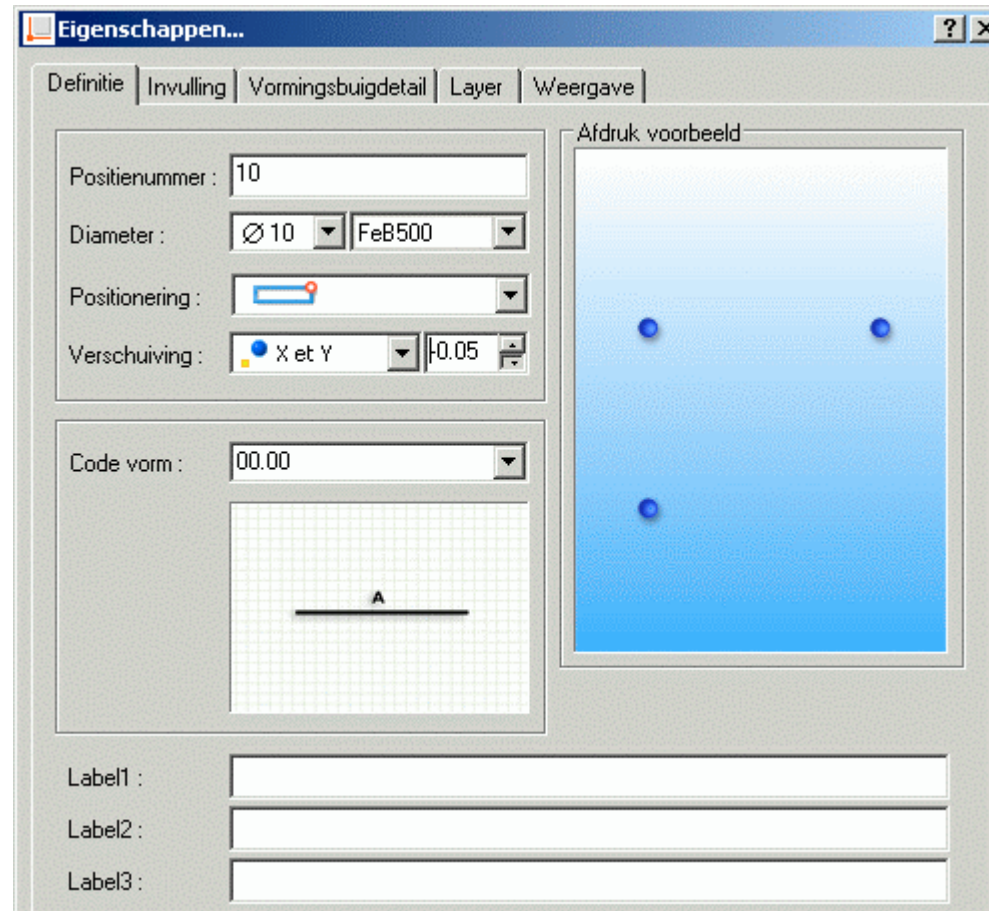 Eigenschappen...
Definitie Invulling Vormingsbuigdetail Layer Weergave
Afdruk voorbeeld
Positienummer : 10
Diameter : Ø 10 FeB500
Positionering :
Verschuiving : X et Y -0.05
Code vorm : 00.00
A
Label1 :
Label2 :
Label3 :